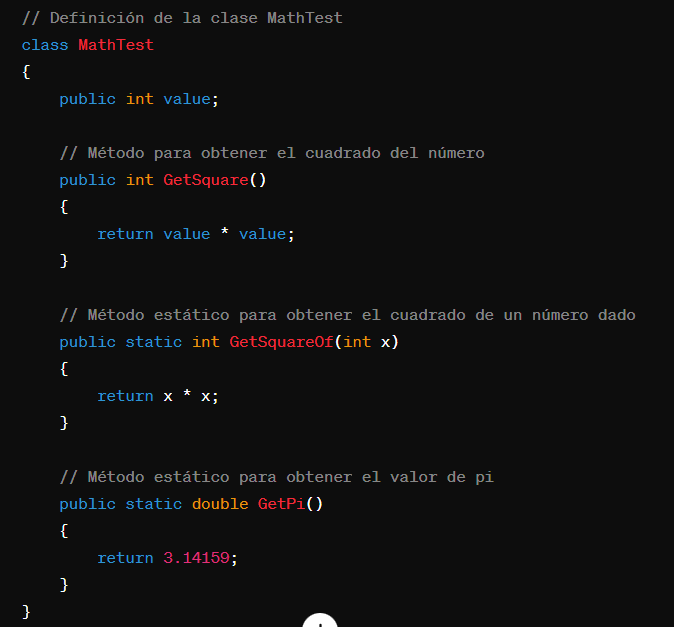 // Definición de la clase MathTest
class MathTest
{
    public int value;
    // Método para obtener el cuadrado del número
    public int GetSquare()
    {
        return value * value;
    }
    // Método estático para obtener el cuadrado de un número dado
    public static int GetSquareOf(int x)
    {
        return x * x;
    }
    // Método estático para obtener el valor de pi
    public static double GetPi()
    {
        return 3.14159;
    }
}